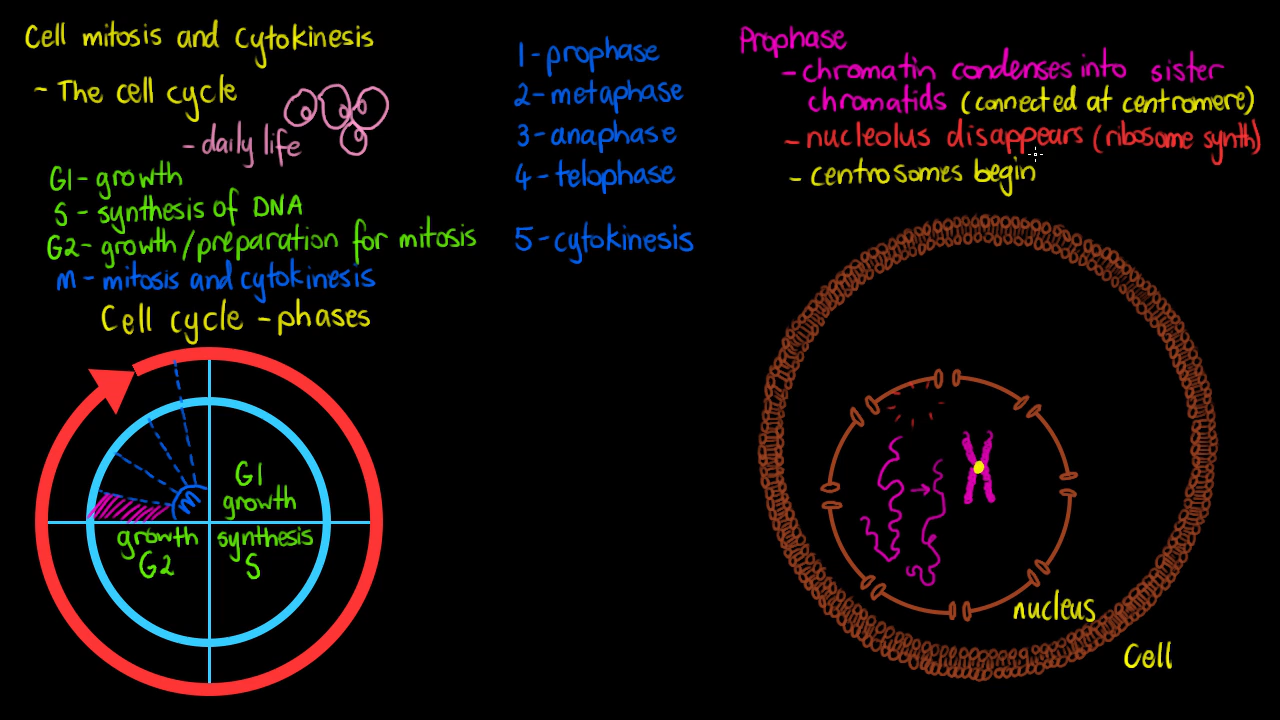 Cell mitosis and cytokinesis
- The cell cycle
- daily life
G1- growth
S - synthesis of DNA
G2- growth/preparation for mitosis
M - mitosis and cytokinesis
Cell cycle - phases
M
G1
growth
growth
G2
synthesis
S
1- prophase
2- metaphase
3- anaphase
4- telophase
5- cytokinesis
Prophase
- chromatin condenses into sister
chromatids (connected at centromere)
- nucleolus disappears (ribosome synth)
- centrosomes begin
nucleus
Cell